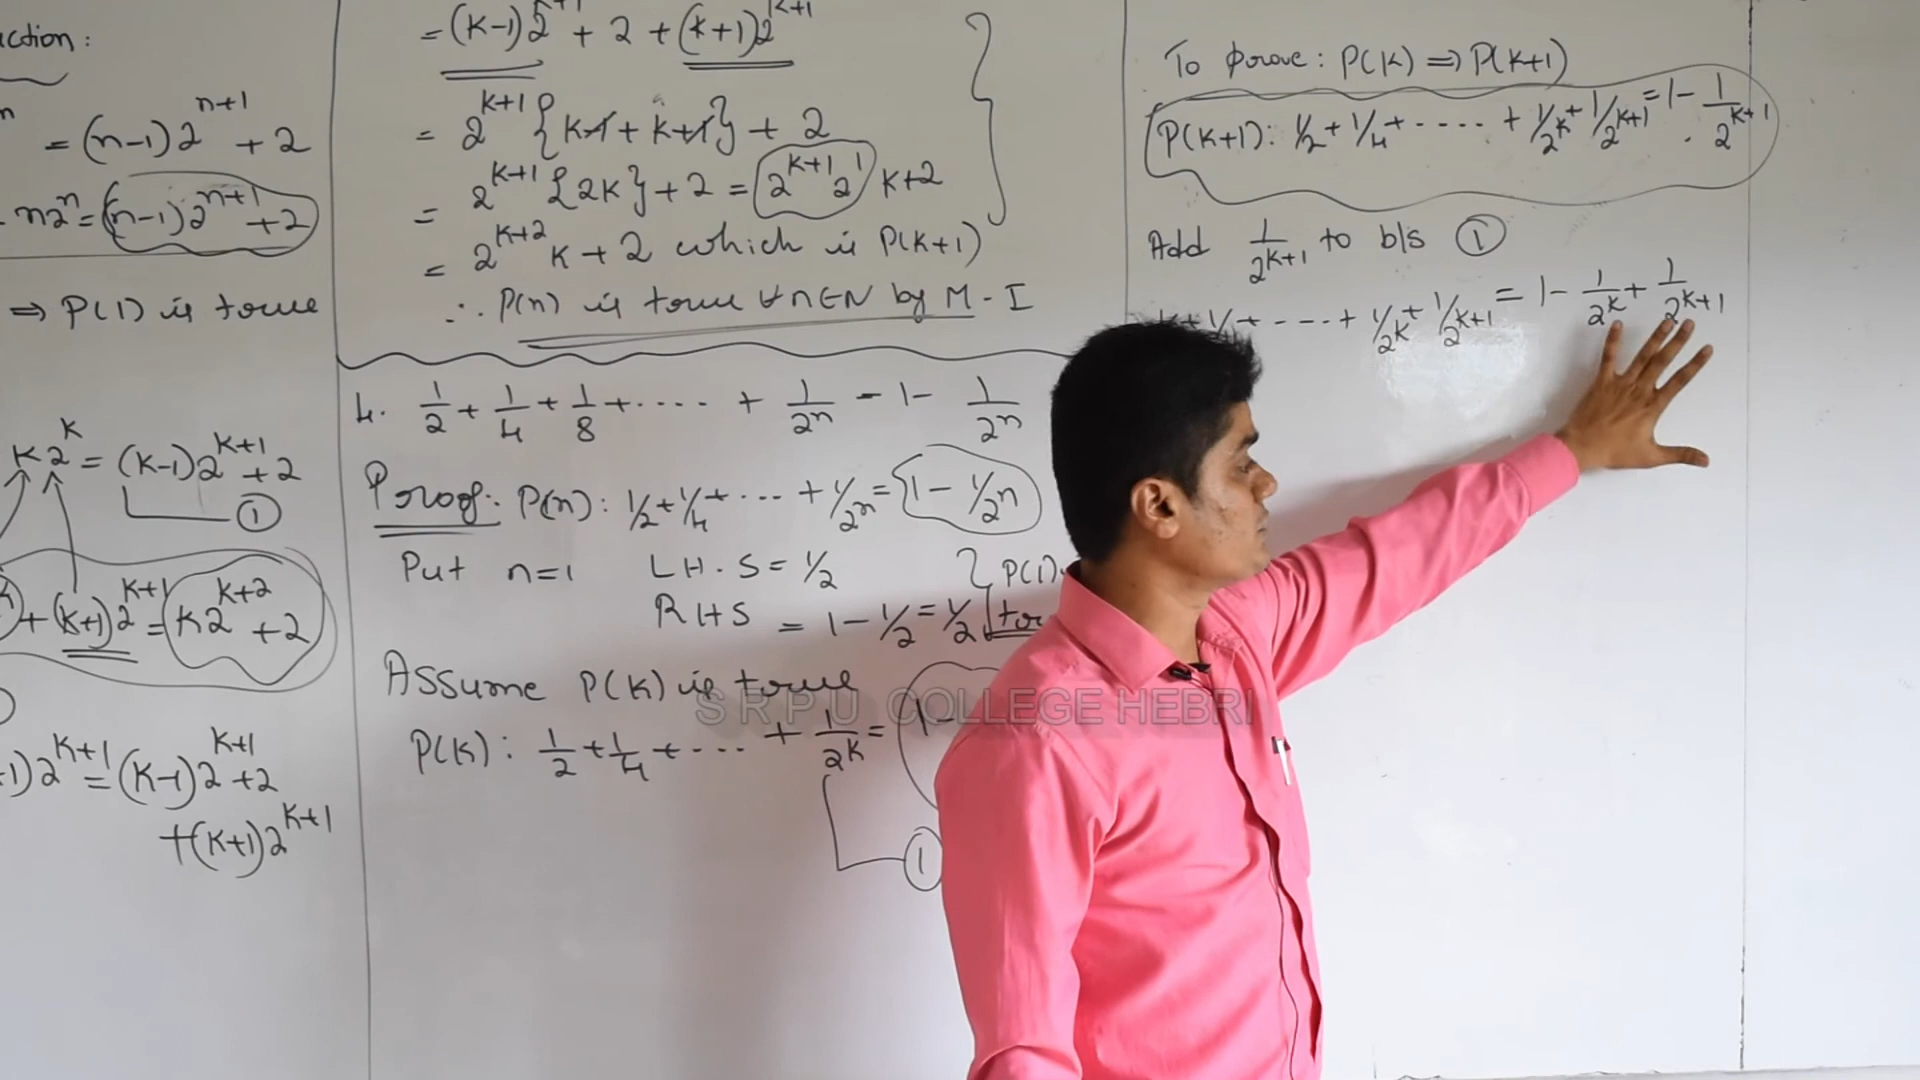 ction:
n = (n-1)2^{n+1} + 2
n2^n = (n-1)2^{n+1} + 2
⇒ P(1) is true
k2^k = (k-1)2^{k+1} + 2
①
+ (k+1)2^{k+1} = k2^{k+2} + 2
1)2^{k+1} = (k-1)2^{k+1} + 2
+ (k+1)2^{k+1}
= (k-1)2^{k+1} + 2 + (k+1)2^{k+1}
= 2^{k+1} {k-1 + k+1} + 2
= 2^{k+1} {2k} + 2 = 2^{k+1} 2^1 k+2
= 2^{k+2} k + 2 which is P(k+1)
∴ P(n) is true ∀ n∈N by M-I
4. 1/2 + 1/4 + 1/8 + .... + 1/2^n = 1 - 1/2^n
Proof: P(n): 1/2 + 1/4 + ... + 1/2^n = 1 - 1/2^n
Put n=1 LH.S = 1/2 } P(1)
RHS = 1 - 1/2 = 1/2
Assume P(k) is true
P(k): 1/2 + 1/4 + ... + 1/2^k = 1-
①
To prove: P(k) ⇒ P(k+1)
P(k+1): 1/2 + 1/4 + ..... + 1/2^k + 1/2^{k+1} = 1 - 1/2^{k+1}
Add 1/2^{k+1} to b/s ①
+ ---.. + 1/2^k + 1/2^{k+1} = 1 - 1/2^k + 1/2^{k+1}
S R P U COLLEGE HEBRI